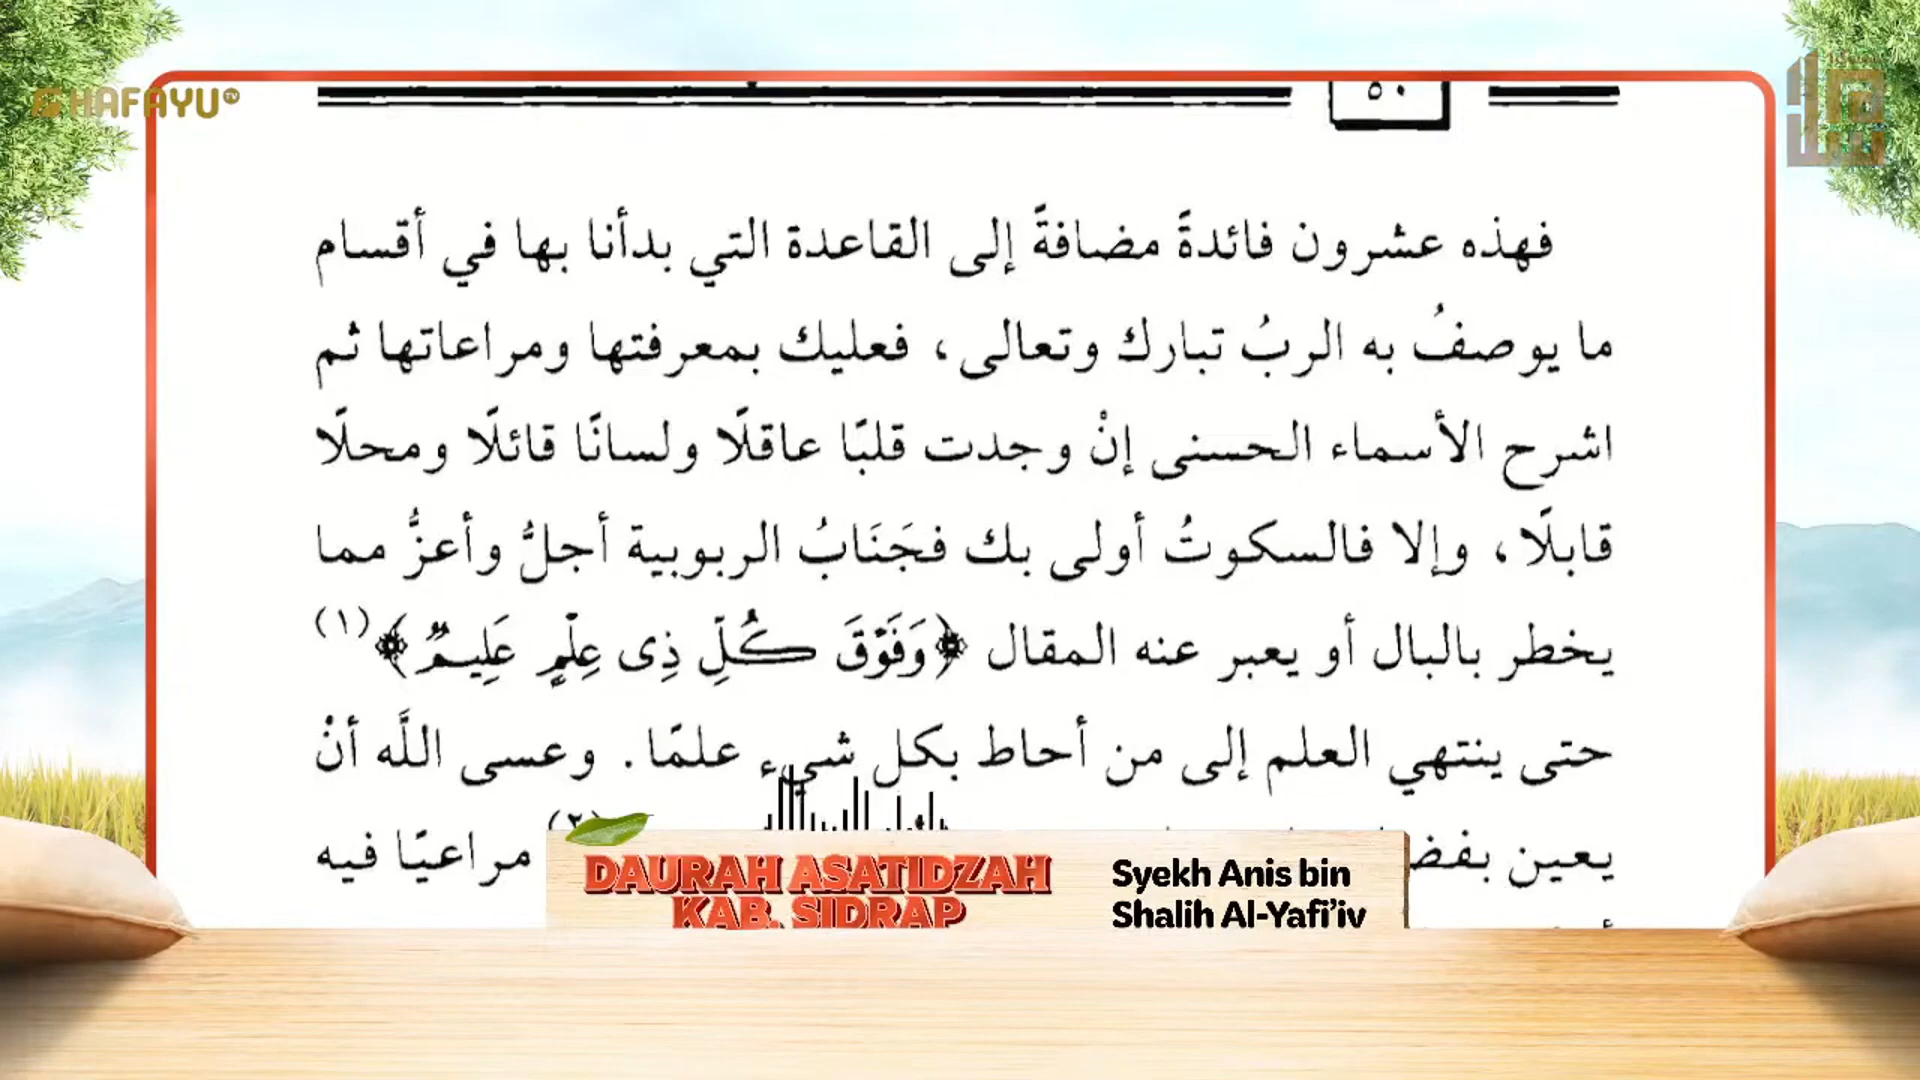 ٥٠
فهذه عشرون فائدةً مضافةً إلى القاعدة التي بدأنا بها في أقسام
ما يوصفُ به الربُ تبارك وتعالى، فعليك بمعرفتها ومراعاتها ثم
اشرح الأسماء الحسنى إنْ وجدت قلبًا عاقلًا ولسانًا قائلًا ومحلًا
قابلًا، وإلا فالسكوتُ أولى بك فجَنَابُ الربوبية أجلُّ وأعزُّ مما
يخطر بالبال أو يعبر عنه المقال ﴿وَفَوْقَ كُلِّ ذِى عِلْمٍ عَلِيمٌ﴾(١)
حتى ينتهي العلم إلى من أحاط بكل شيءٍ علمًا. وعسى اللَّه أنْ
يعين (٢) مراعيًا فيه
GHAFAYU TV
DAURAH ASATIDZAH
KAB. SIDRAP
Syekh Anis bin
Shalih Al-Yafi'iy